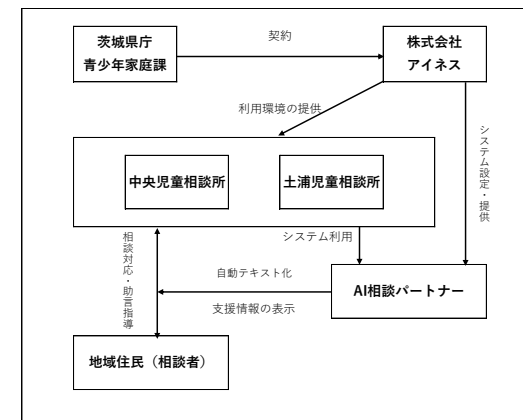 茨城県庁
青少年家庭課
契約
株式会社
アイネス
利用環境の提供
システム設定・提供
中央児童相談所
土浦児童相談所
相談対応・助言指導
システム利用
自動テキスト化
支援情報の表示
AI相談パートナー
地域住民（相談者）